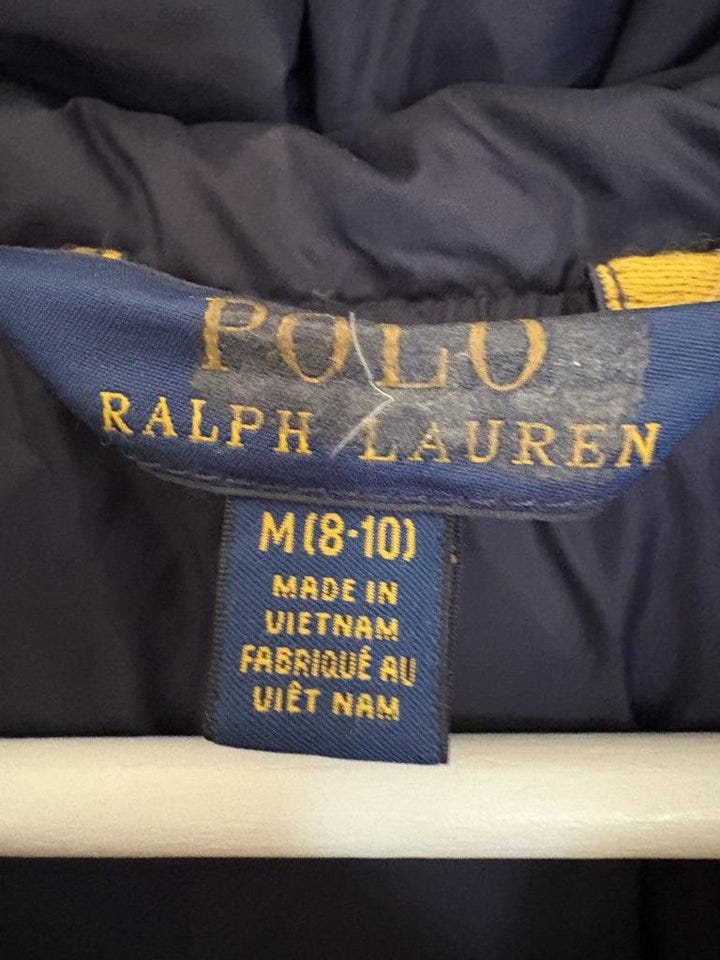 POLO
RALPH LAUREN
M(8-10)
MADE IN
VIETNAM
FABRIQUÉ AU
VIÊT NAM